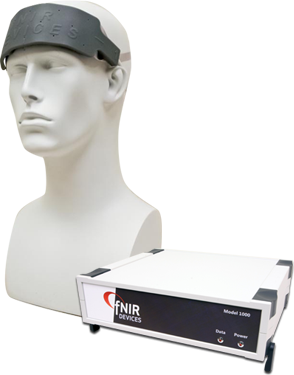 fNIR
DEVICES
Model 1000
Data Power